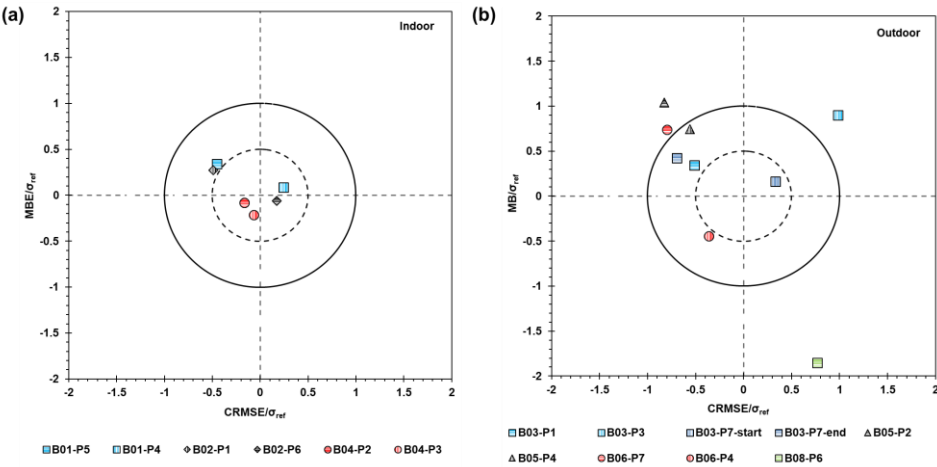 (a)
Indoor
2
1.5
1
0.5
0
-0.5
-1
-1.5
-2
MBE/σref
-2 -1.5 -1 -0.5 0 0.5 1 1.5 2
CRMSE/σref
B01-P5 B01-P4 B02-P1 B02-P6 B04-P2 B04-P3
(b)
Outdoor
2
1.5
1
0.5
0
-0.5
-1
-1.5
-2
MB/σref
-2 -1.5 -1 -0.5 0 0.5 1 1.5 2
CRMSE/σref
B03-P1 B03-P3 B03-P7-start B03-P7-end B05-P2
B05-P4 B06-P7 B06-P4 B08-P6